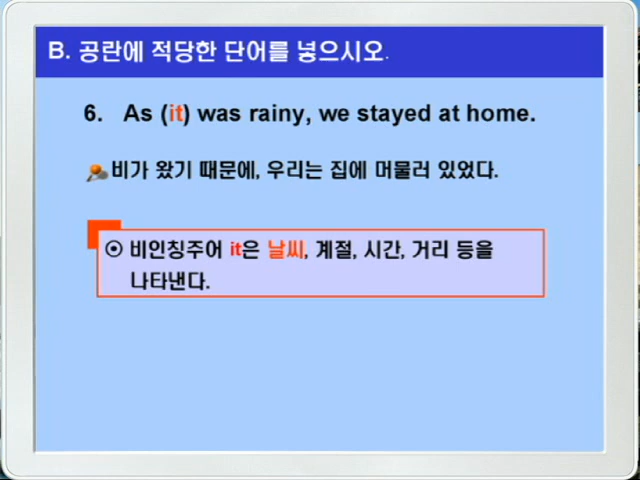 B. 공란에 적당한 단어를 넣으시오.
6. As (it) was rainy, we stayed at home.
비가 왔기 때문에, 우리는 집에 머물러 있었다.
⊙ 비인칭주어 it은 날씨, 계절, 시간, 거리 등을
나타낸다.